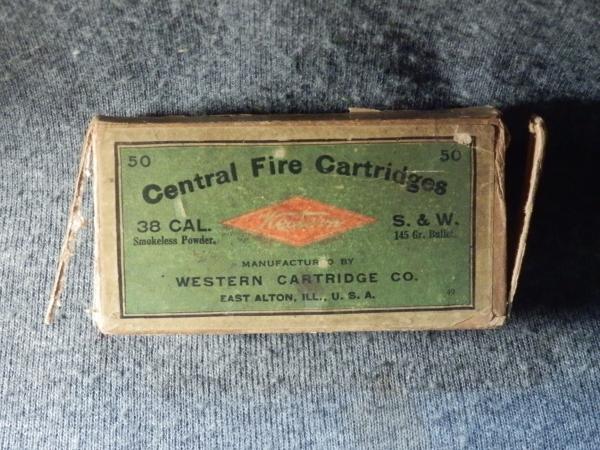 50 50
Central Fire Cartridges
Western
38 CAL. S. & W.
Smokeless Powder. 145 Gr. Bullet.
MANUFACTURED BY
WESTERN CARTRIDGE CO.
EAST ALTON, ILL., U. S. A.